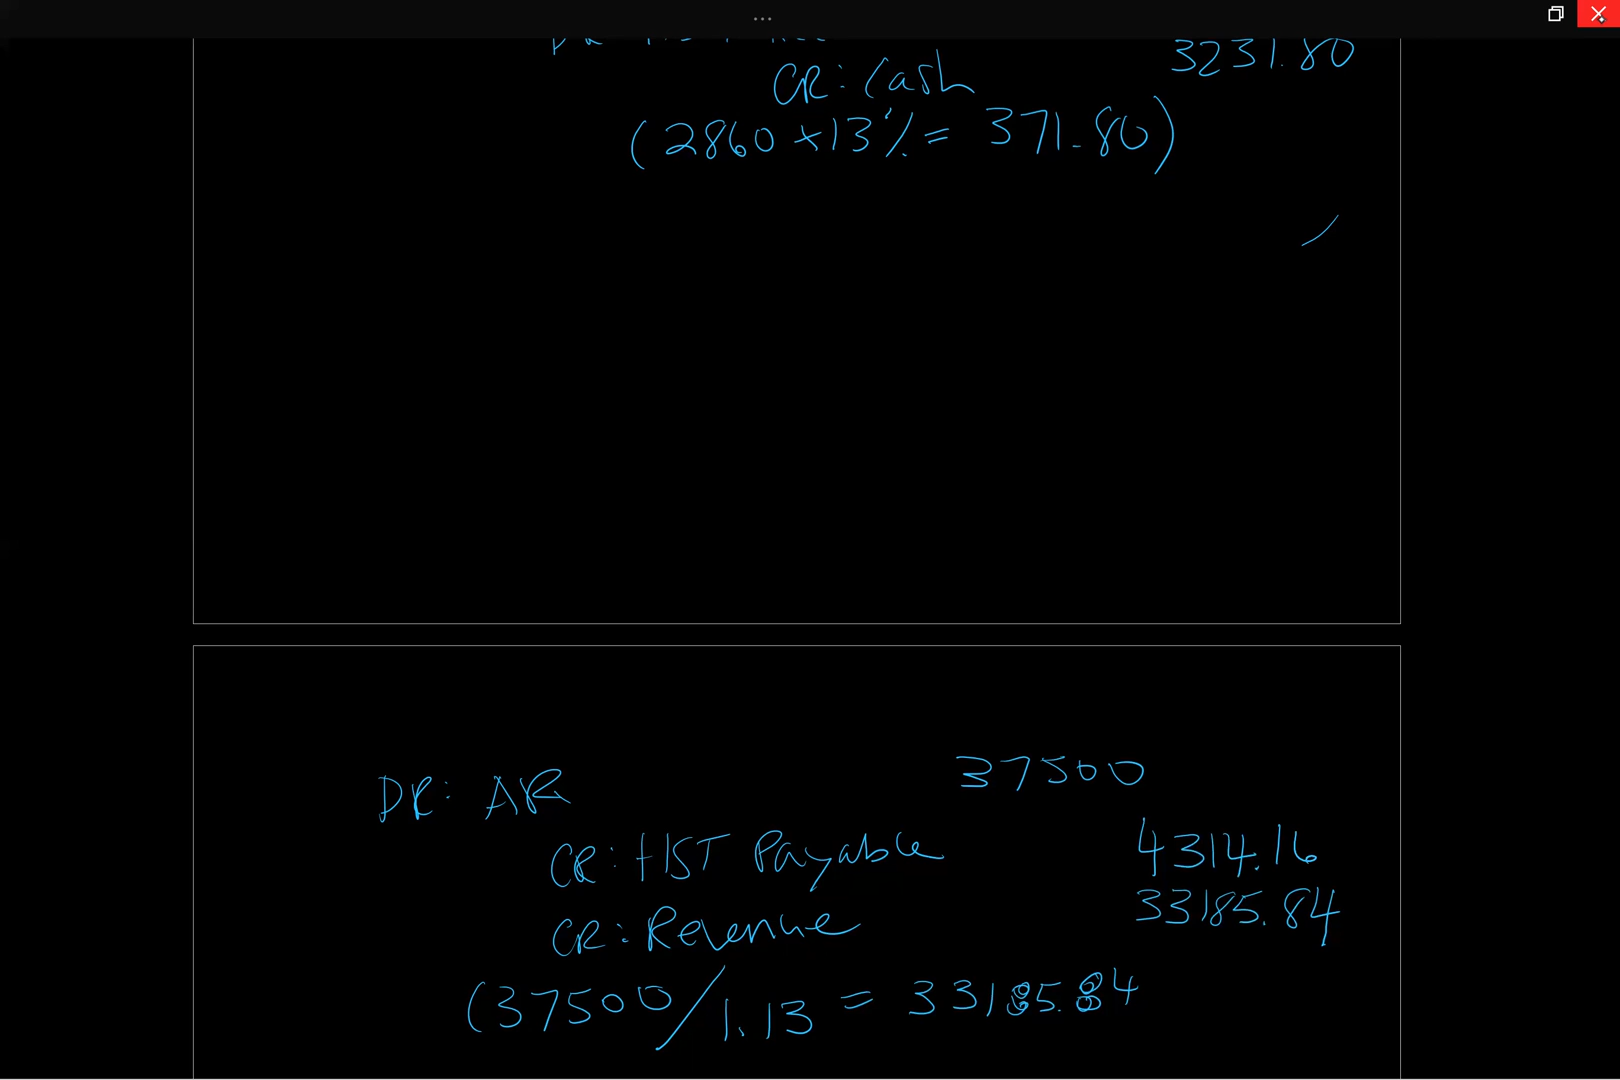 3231.80
CR: Cash
(2860 × 13% = 371.80)
DR: AR 37500
CR: HST Payable 4314.16
CR: Revenue 33185.84
(37500/1.13 = 33185.84